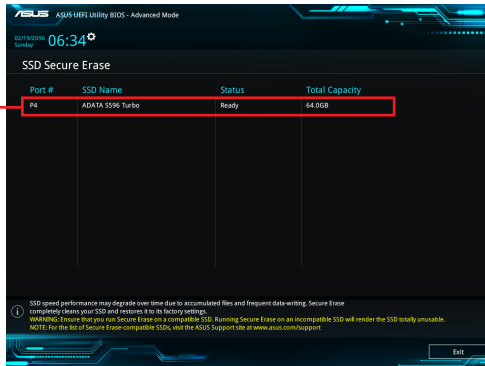 ASUS ASUS UEFI Utility BIOS - Advanced Mode
02/19/2096
Sunday 06:34
SSD Secure Erase
Port # SSD Name Status Total Capacity
P4 ADATA S596 Turbo Ready 64.0GB
SSD speed performance may degrade over time due to accumulated files and frequent data-writing. Secure Erase
completely cleans your SSD and restores it to its factory settings.
WARNING: Ensure that you run Secure Erase on a compatible SSD. Running Secure Erase on an incompatible SSD will render the SSD totally unusable.
NOTE: For the list of Secure Erase-compatible SSDs, visit the ASUS Support site at www.asus.com/support
Exit